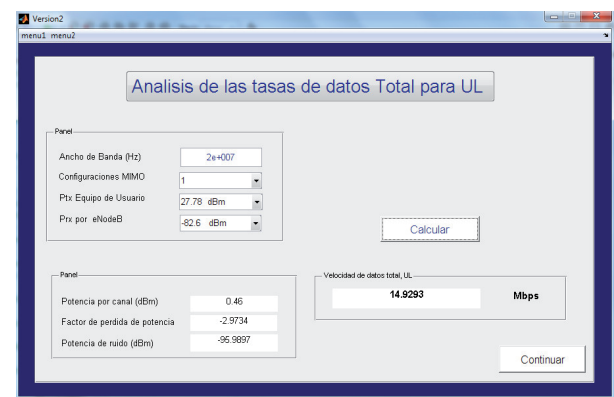 Version2
menu1 menu2
Analisis de las tasas de datos Total para UL
Panel
Ancho de Banda (Hz) 2e+007
Configuraciones MIMO 1
Ptx Equipo de Usuario 27.78 dBm
Prx por eNodeB -82.6 dBm
Calcular
Panel
Potencia por canal (dBm) 0.46
Factor de perdida de potencia -2.9734
Potencia de ruido (dBm) -95.9897
Velocidad de datos total, UL
14.9293 Mbps
Continuar